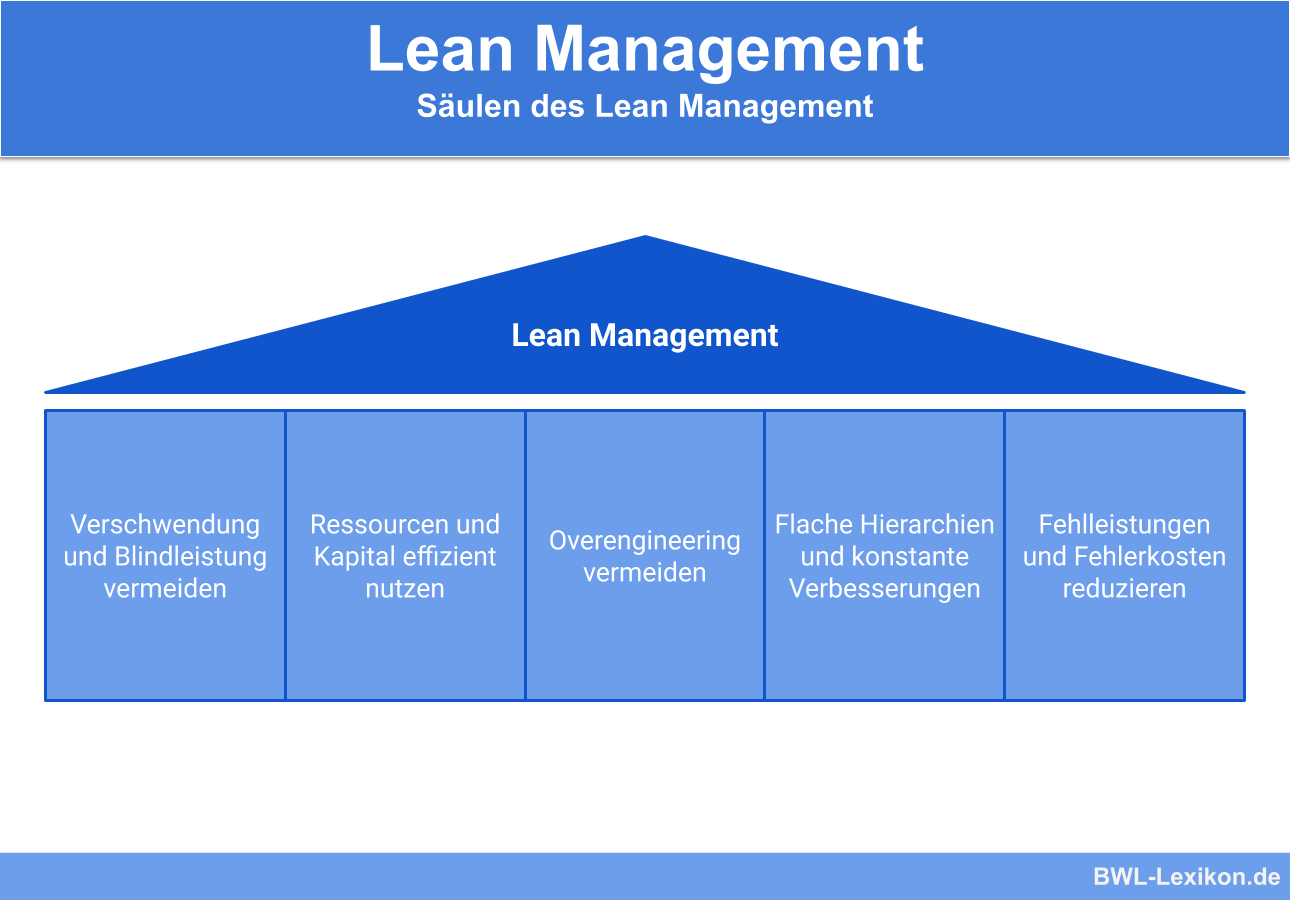 Lean Management
Säulen des Lean Management
Lean Management
Verschwendung
und Blindleistung
vermeiden
Ressourcen und
Kapital effizient
nutzen
Overengineering
vermeiden
Flache Hierarchien
und konstante
Verbesserungen
Fehlleistungen
und Fehlerkosten
reduzieren
BWL-Lexikon.de